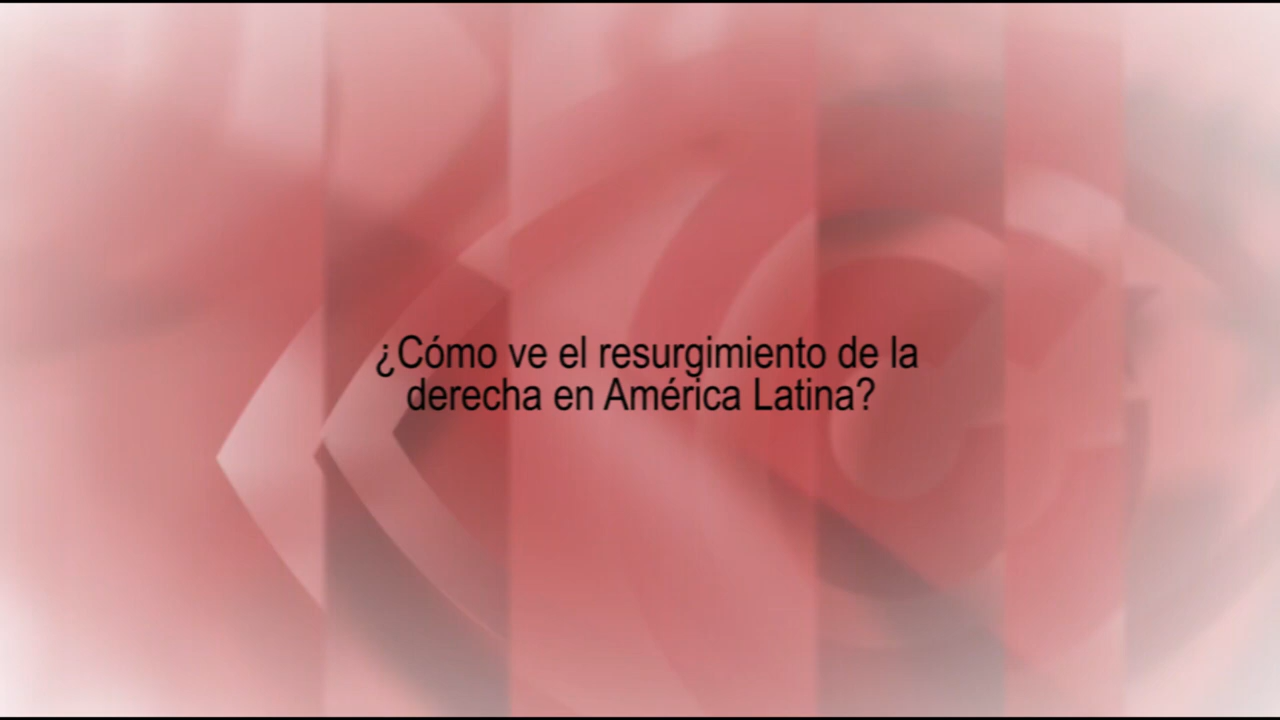 ¿Cómo ve el resurgimiento de la
derecha en América Latina?